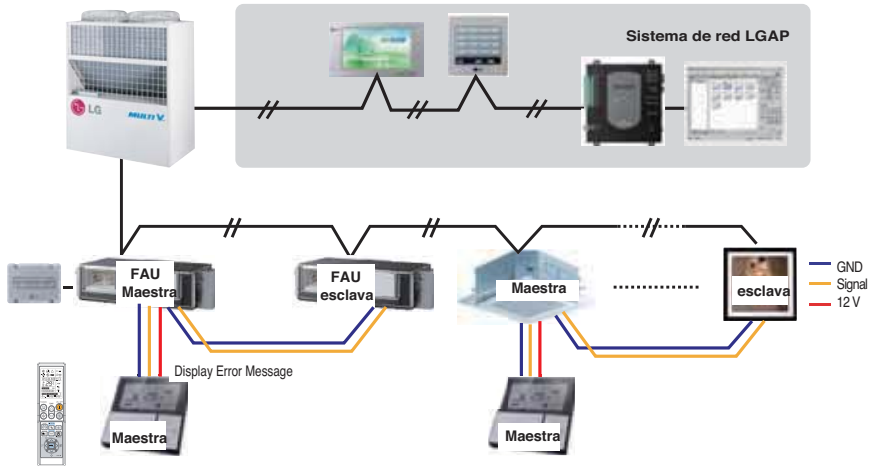 Sistema de red LGAP
LG
MULTI V.
FAU
Maestra
FAU
esclava
Maestra
esclava
GND
Signal
12 V
Display Error Message
Maestra
Maestra